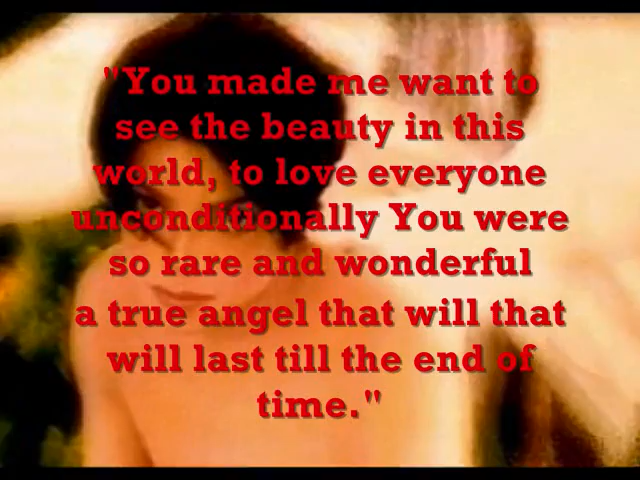 "You made me want to
see the beauty in this
world, to love everyone
unconditionally You were
so rare and wonderful
a true angel that will that
will last till the end of
time."